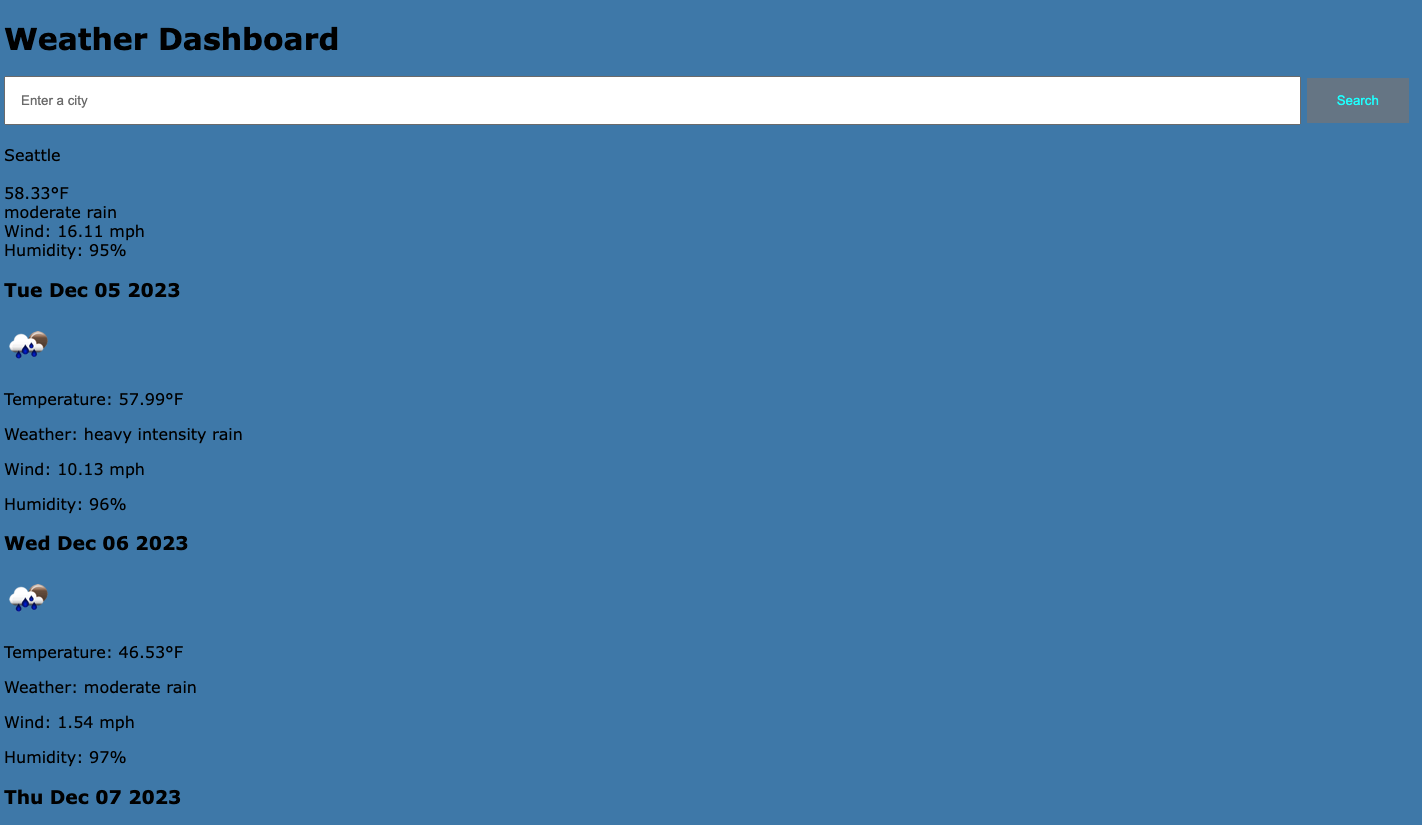 Weather Dashboard
Enter a city
Search
Seattle
58.33°F
moderate rain
Wind: 16.11 mph
Humidity: 95%
Tue Dec 05 2023
Temperature: 57.99°F
Weather: heavy intensity rain
Wind: 10.13 mph
Humidity: 96%
Wed Dec 06 2023
Temperature: 46.53°F
Weather: moderate rain
Wind: 1.54 mph
Humidity: 97%
Thu Dec 07 2023